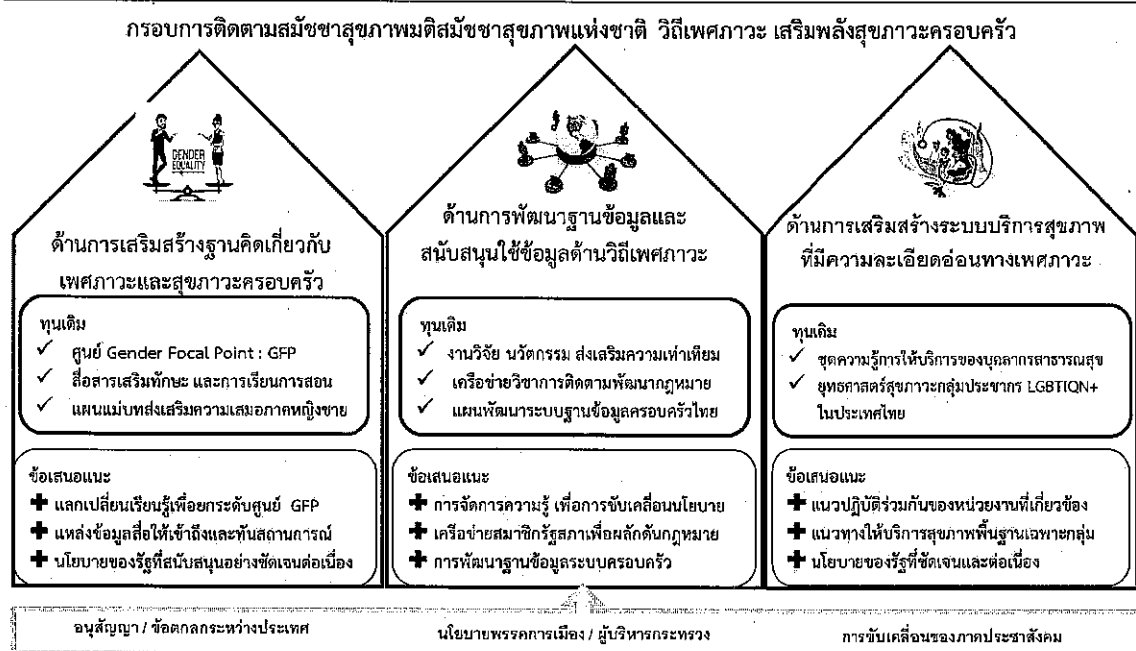 กรอบการติดตามสมัชชาสุขภาพมติสมัชชาสุขภาพแห่งชาติ วิถีเพศภาวะ เสริมพลังสุขภาวะครอบครัว
GENDER
EQUALITY
ด้านการเสริมสร้างฐานคิดเกี่ยวกับ
เพศภาวะและสุขภาวะครอบครัว
ทุนเดิม
✓ ศูนย์ Gender Focal Point : GFP
✓ สื่อสารเสริมทักษะ และการเรียนการสอน
✓ แผนแม่บทส่งเสริมความเสมอภาคหญิงชาย
ข้อเสนอแนะ
✚ แลกเปลี่ยนเรียนรู้เพื่อยกระดับศูนย์ GFP
✚ แหล่งข้อมูลสื่อให้เข้าถึงและทันสถานการณ์
✚ นโยบายของรัฐที่สนับสนุนอย่างชัดเจนต่อเนื่อง
ด้านการพัฒนาฐานข้อมูลและ
สนับสนุนใช้ข้อมูลด้านวิถีเพศภาวะ
ทุนเดิม
✓ งานวิจัย นวัตกรรม ส่งเสริมความเท่าเทียม
✓ เครือข่ายวิชาการติดตามพัฒนากฎหมาย
✓ แผนพัฒนาระบบฐานข้อมูลครอบครัวไทย
ข้อเสนอแนะ
✚ การจัดการความรู้ เพื่อการขับเคลื่อนนโยบาย
✚ เครือข่ายสมาชิกรัฐสภาเพื่อผลักดันกฎหมาย
✚ การพัฒนาฐานข้อมูลระบบครอบครัว
ด้านการเสริมสร้างระบบบริการสุขภาพ
ที่มีความละเอียดอ่อนทางเพศภาวะ
ทุนเดิม
✓ ชุดความรู้การให้บริการของบุคลากรสาธารณสุข
✓ ยุทธศาสตร์สุขภาวะกลุ่มประชากร LGBTIQN+
ในประเทศไทย
ข้อเสนอแนะ
✚ แนวปฏิบัติร่วมกันของหน่วยงานที่เกี่ยวข้อง
✚ แนวทางให้บริการสุขภาพพื้นฐานเฉพาะกลุ่ม
✚ นโยบายของรัฐที่ชัดเจนและต่อเนื่อง
อนุสัญญา / ข้อตกลกระหว่างประเทศ
นโยบายพรรคการเมือง / ผู้บริหารกระทรวง
การขับเคลื่อนของภาคประชาสังคม